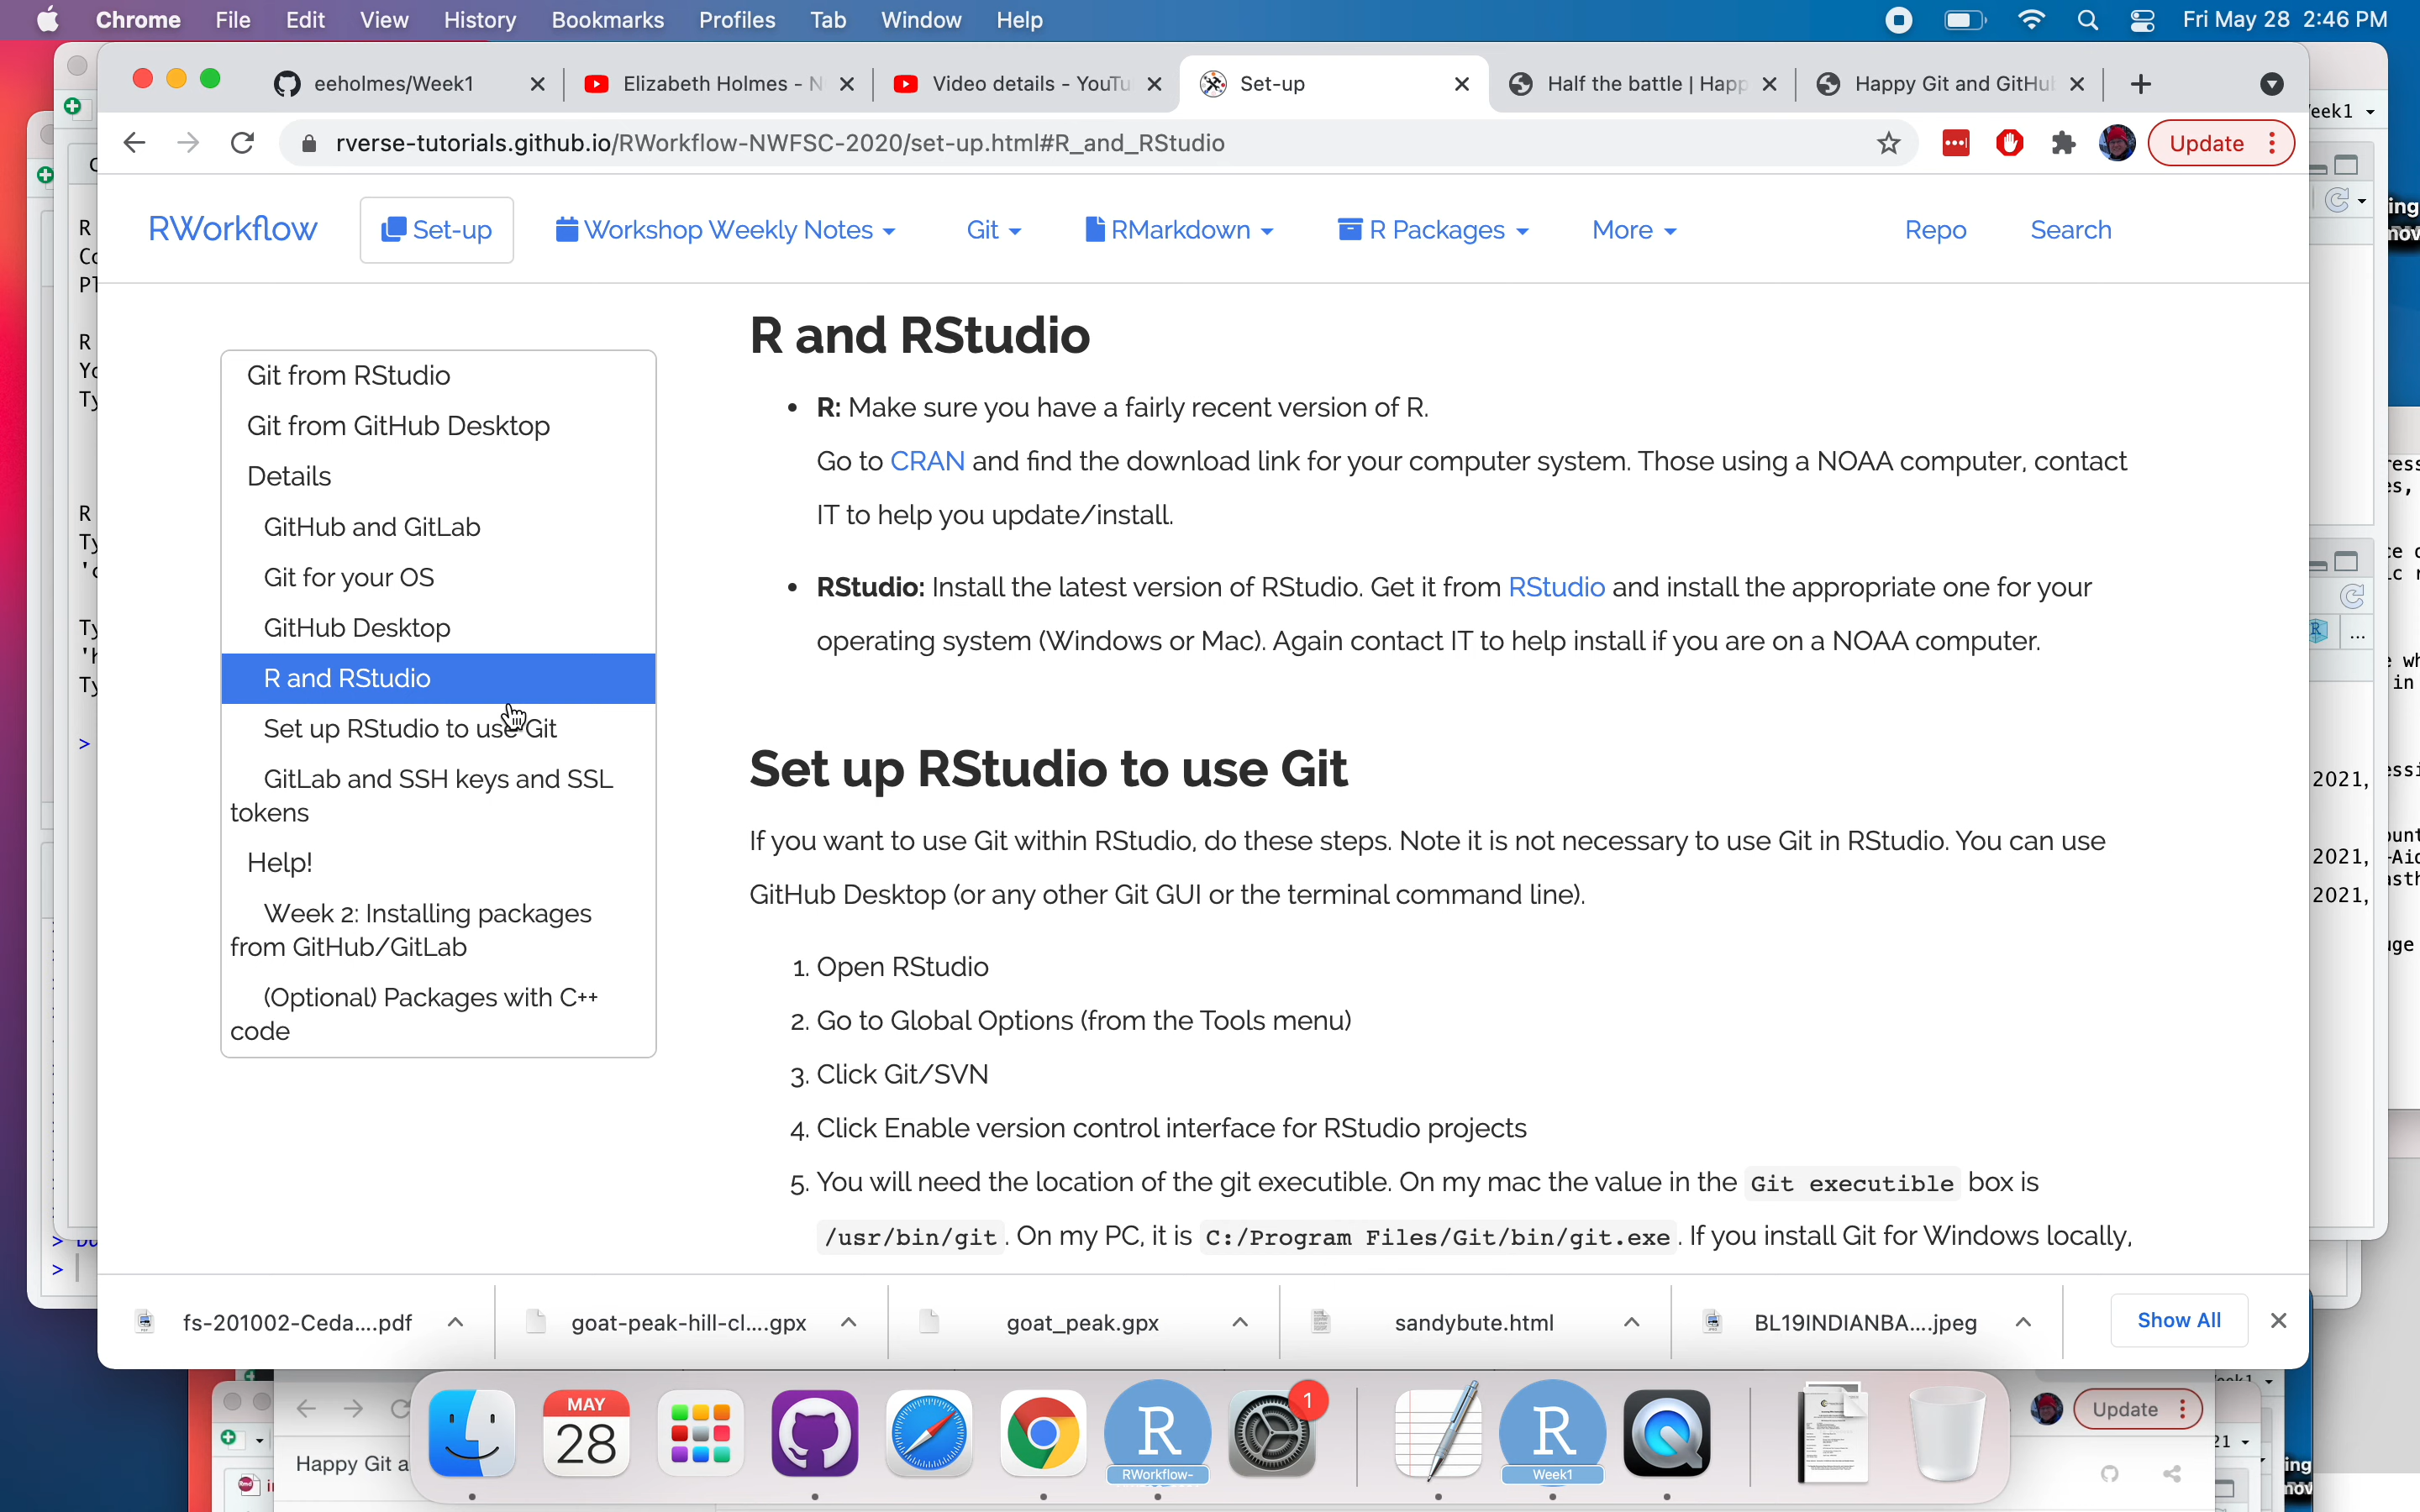 Chrome File Edit View History Bookmarks Profiles Tab Window Help Fri May 28 2:46 PM
eeholmes/Week1 Elizabeth Holmes - N Video details - YouTu Set-up Half the battle | Happ Happy Git and GitHu
rverse-tutorials.github.io/RWorkflow-NWFSC-2020/set-up.html#R_and_RStudio Update
RWorkflow Set-up Workshop Weekly Notes Git RMarkdown R Packages More Repo Search
Git from RStudio
Git from GitHub Desktop
Details
GitHub and GitLab
Git for your OS
GitHub Desktop
R and RStudio
Set up RStudio to use Git
GitLab and SSH keys and SSL
tokens
Help!
Week 2: Installing packages
from GitHub/GitLab
(Optional) Packages with C++
code
R and RStudio
• R: Make sure you have a fairly recent version of R.
Go to CRAN and find the download link for your computer system. Those using a NOAA computer, contact
IT to help you update/install.
• RStudio: Install the latest version of RStudio. Get it from RStudio and install the appropriate one for your
operating system (Windows or Mac). Again contact IT to help install if you are on a NOAA computer.
Set up RStudio to use Git
If you want to use Git within RStudio, do these steps. Note it is not necessary to use Git in RStudio. You can use
GitHub Desktop (or any other Git GUI or the terminal command line).
1. Open RStudio
2. Go to Global Options (from the Tools menu)
3. Click Git/SVN
4. Click Enable version control interface for RStudio projects
5. You will need the location of the git executible. On my mac the value in the Git executible box is
/usr/bin/git . On my PC, it is C:/Program Files/Git/bin/git.exe . If you install Git for Windows locally,
fs-201002-Ceda....pdf goat-peak-hill-cl....gpx goat_peak.gpx sandybute.html BL19INDIANBA....jpeg Show All
2021,
2021,
2021,
MAY
28
1
RWorkflow-
Week1
Happy Git a
Update